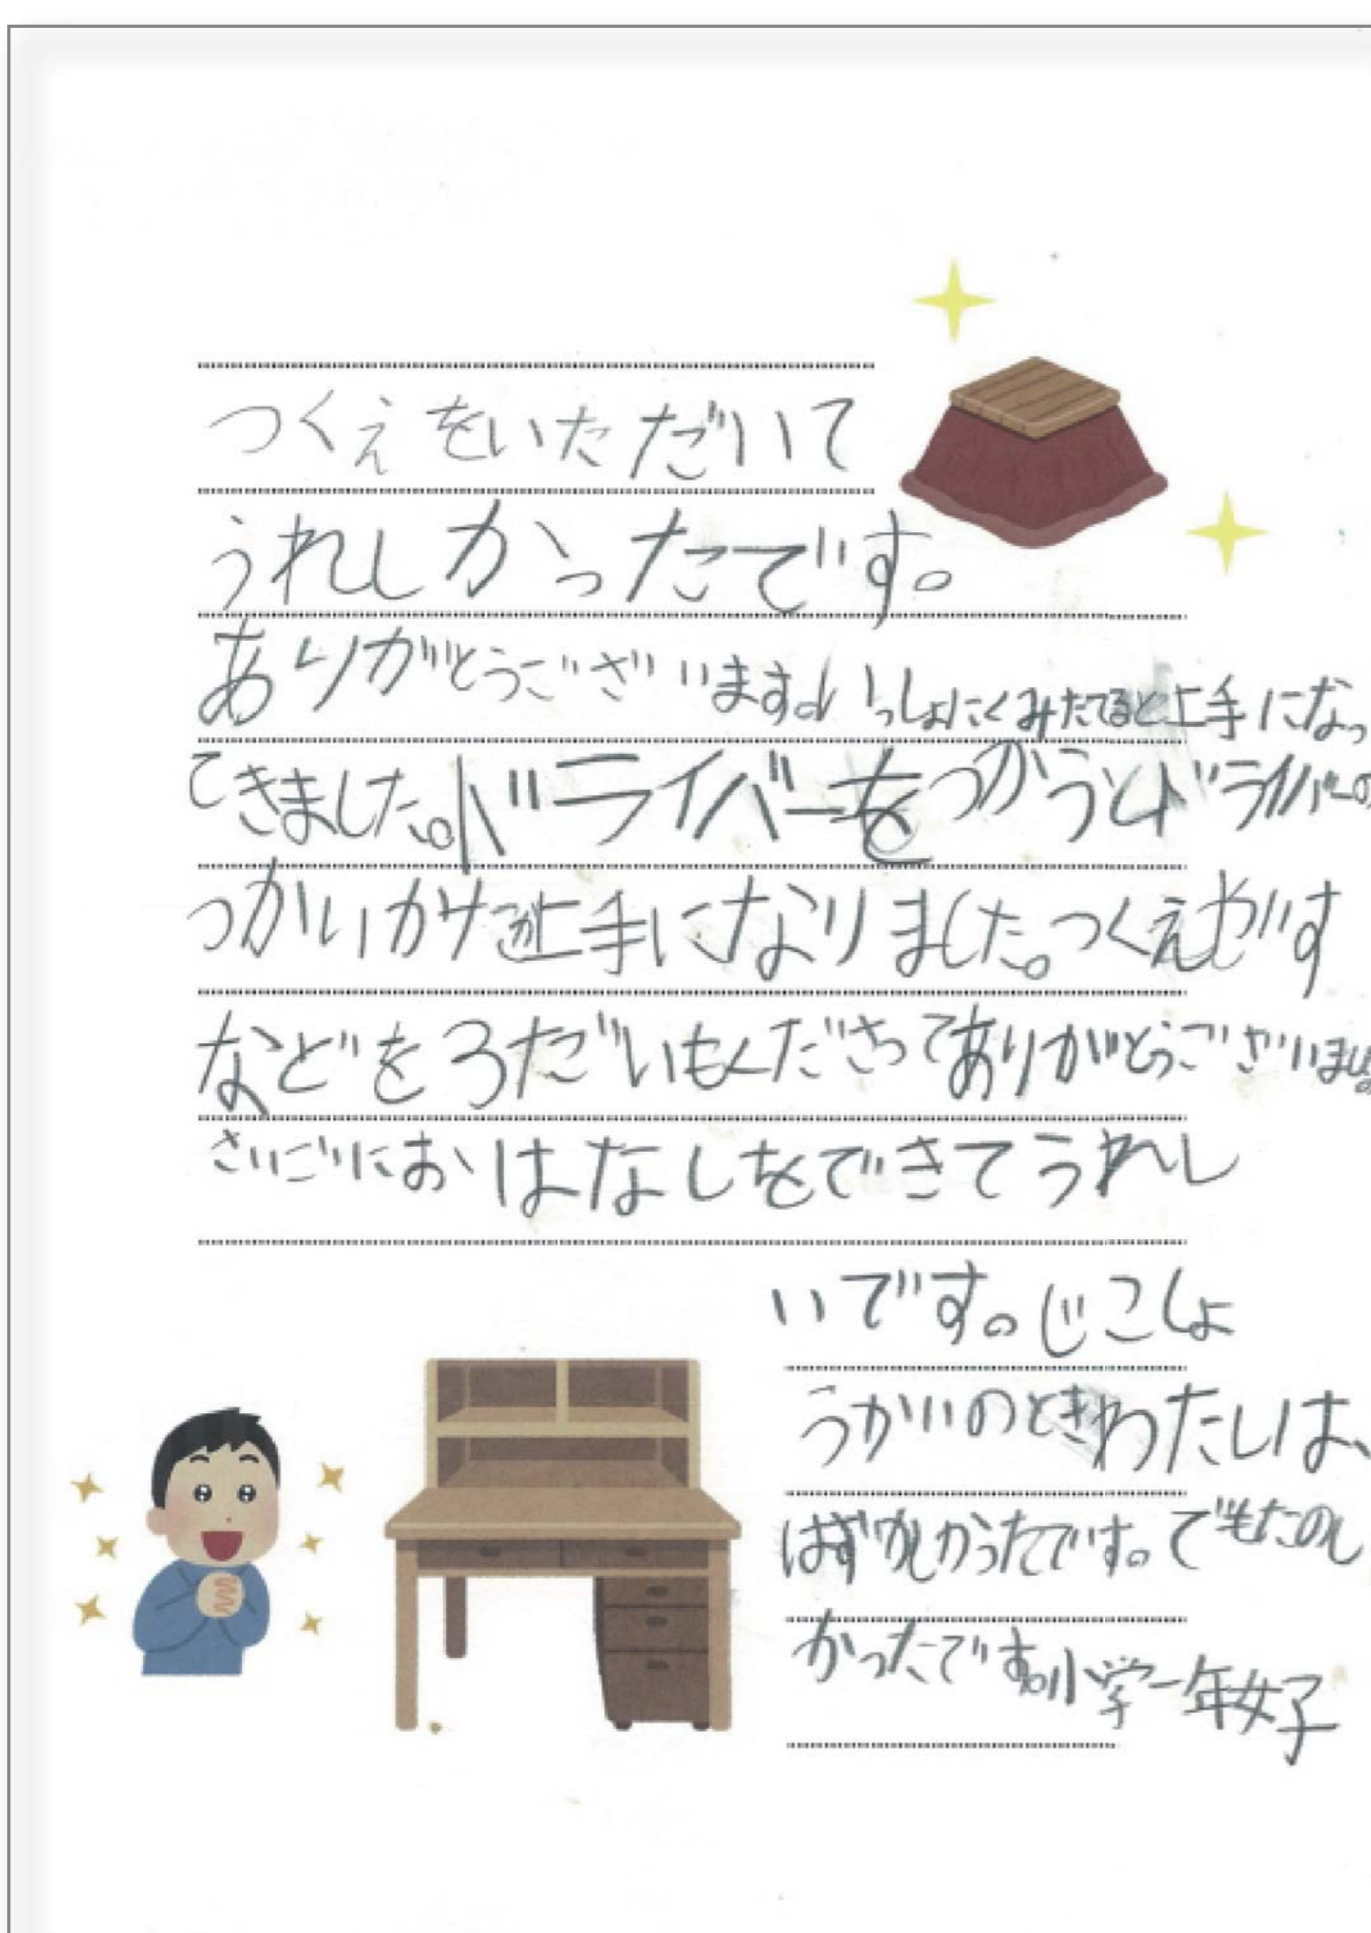 つくえをいただいて
うれしかったです。
ありがとうございます。いっしょにくみたてると上手になっ
てきました。ドライバーをつかうとドライバーの
つかいかたが上手になりました。つくえやいす
などをろだいもくださってありがとうございました。
さいごにおはなしをできてうれし
いです。じこしょ
うかいのときわたしは、
はずかしかったです。でもたのし
かったです。小学一年女子